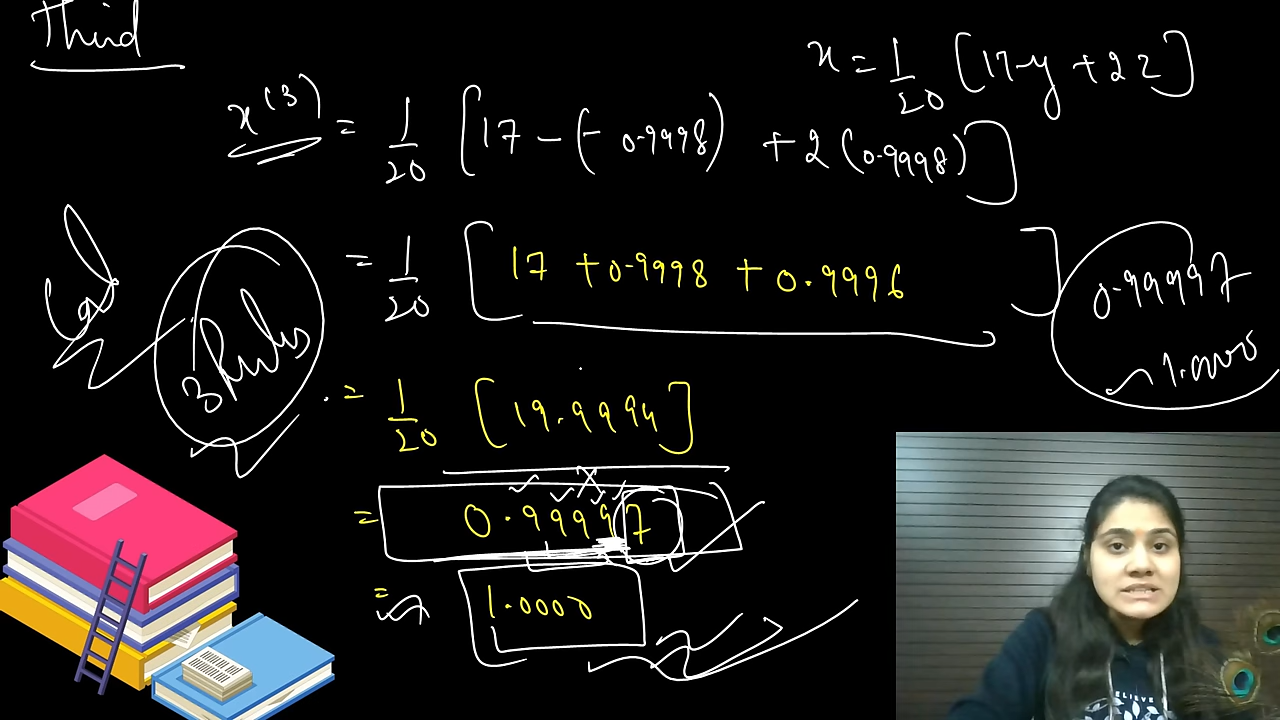 Third
x = 1/20 [17 - y + 2z]
x^(3) = 1/20 [17 - (-0.9998) + 2(0.9998)]
= 1/20 [17 + 0.9998 + 0.9996]
0.99997
~1.0000
3 Rules
= 1/20 [19.9994]
= 0.99997
≈ 1.0000
BELIEVE